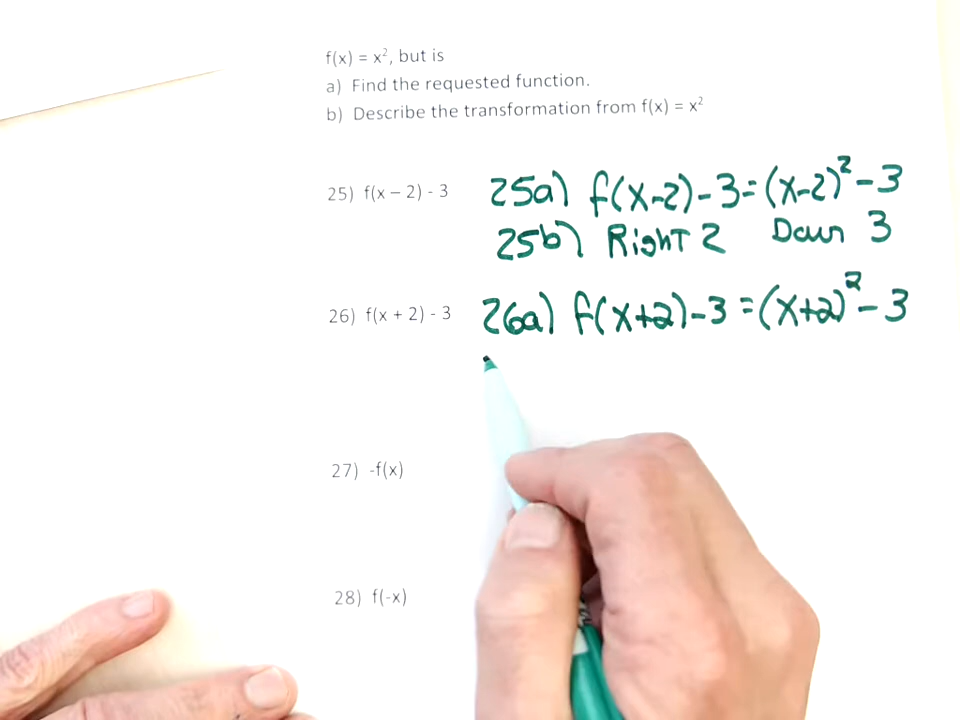 f(x) = x², but is
a) Find the requested function.
b) Describe the transformation from f(x) = x²
25) f(x – 2) - 3
25a) f(x-2)-3=(x-2)²-3
25b) Right 2 Down 3
26) f(x + 2) - 3
26a) f(x+2)-3=(x+2)²-3
27) -f(x)
28) f(-x)